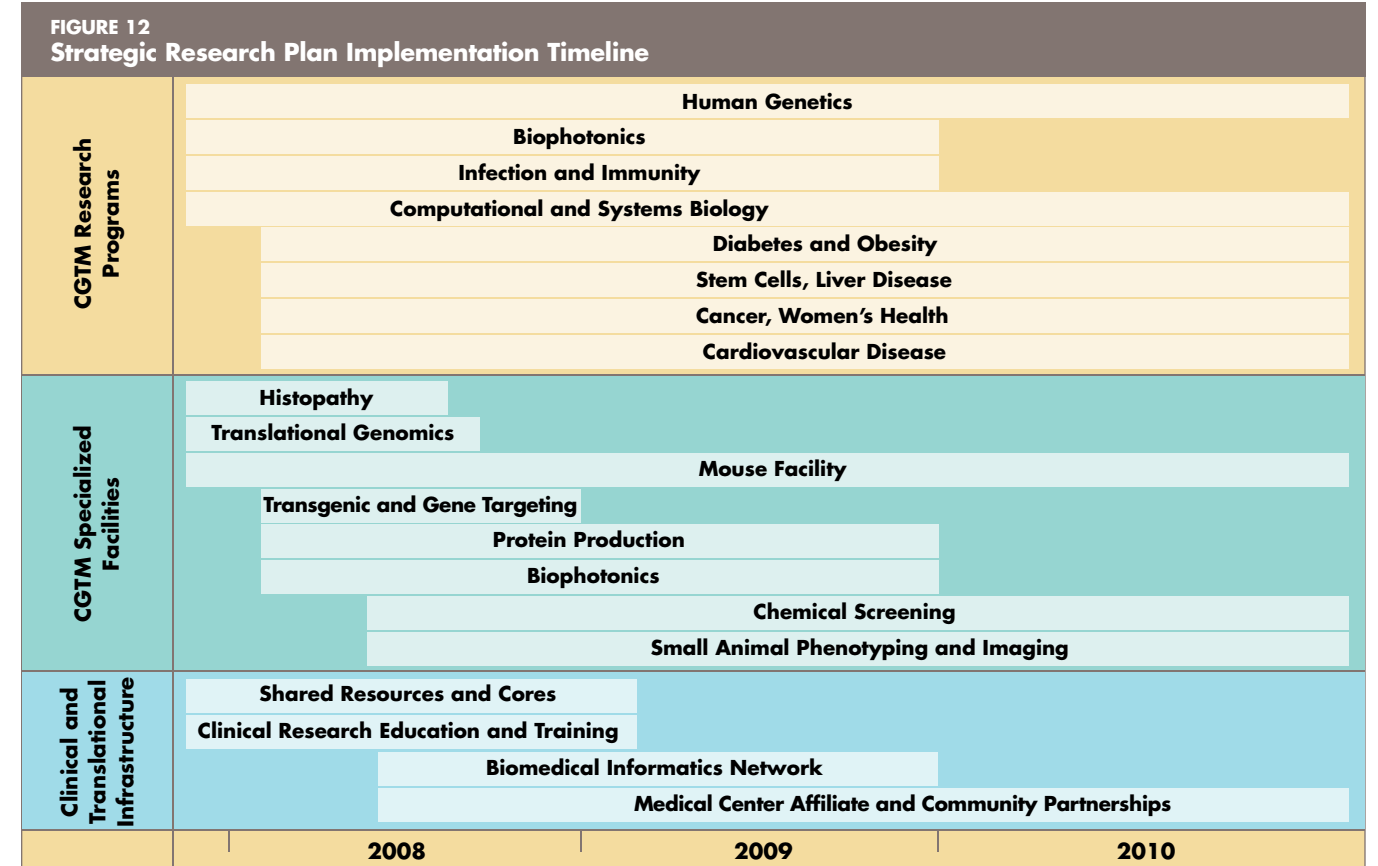 FIGURE 12
Strategic Research Plan Implementation Timeline
CGTM Research
Programs
Human Genetics
Biophotonics
Infection and Immunity
Computational and Systems Biology
Diabetes and Obesity
Stem Cells, Liver Disease
Cancer, Women’s Health
Cardiovascular Disease
CGTM Specialized
Facilities
Histopathy
Translational Genomics
Mouse Facility
Transgenic and Gene Targeting
Protein Production
Biophotonics
Chemical Screening
Small Animal Phenotyping and Imaging
Clinical and
Translational
Infrastructure
Shared Resources and Cores
Clinical Research Education and Training
Biomedical Informatics Network
Medical Center Affiliate and Community Partnerships
2008 2009 2010